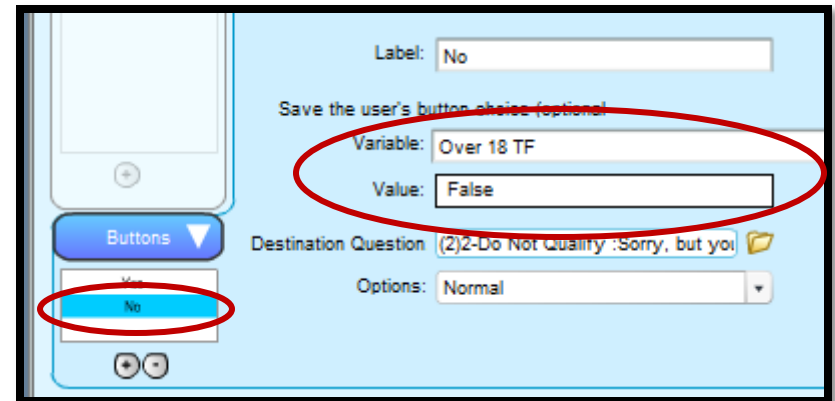 Label: No
Save the user's button choice (optional
Variable: Over 18 TF
Value: False
Buttons
Destination Question (2)2-Do Not Qualify :Sorry, but you
Yes
Options: Normal
No